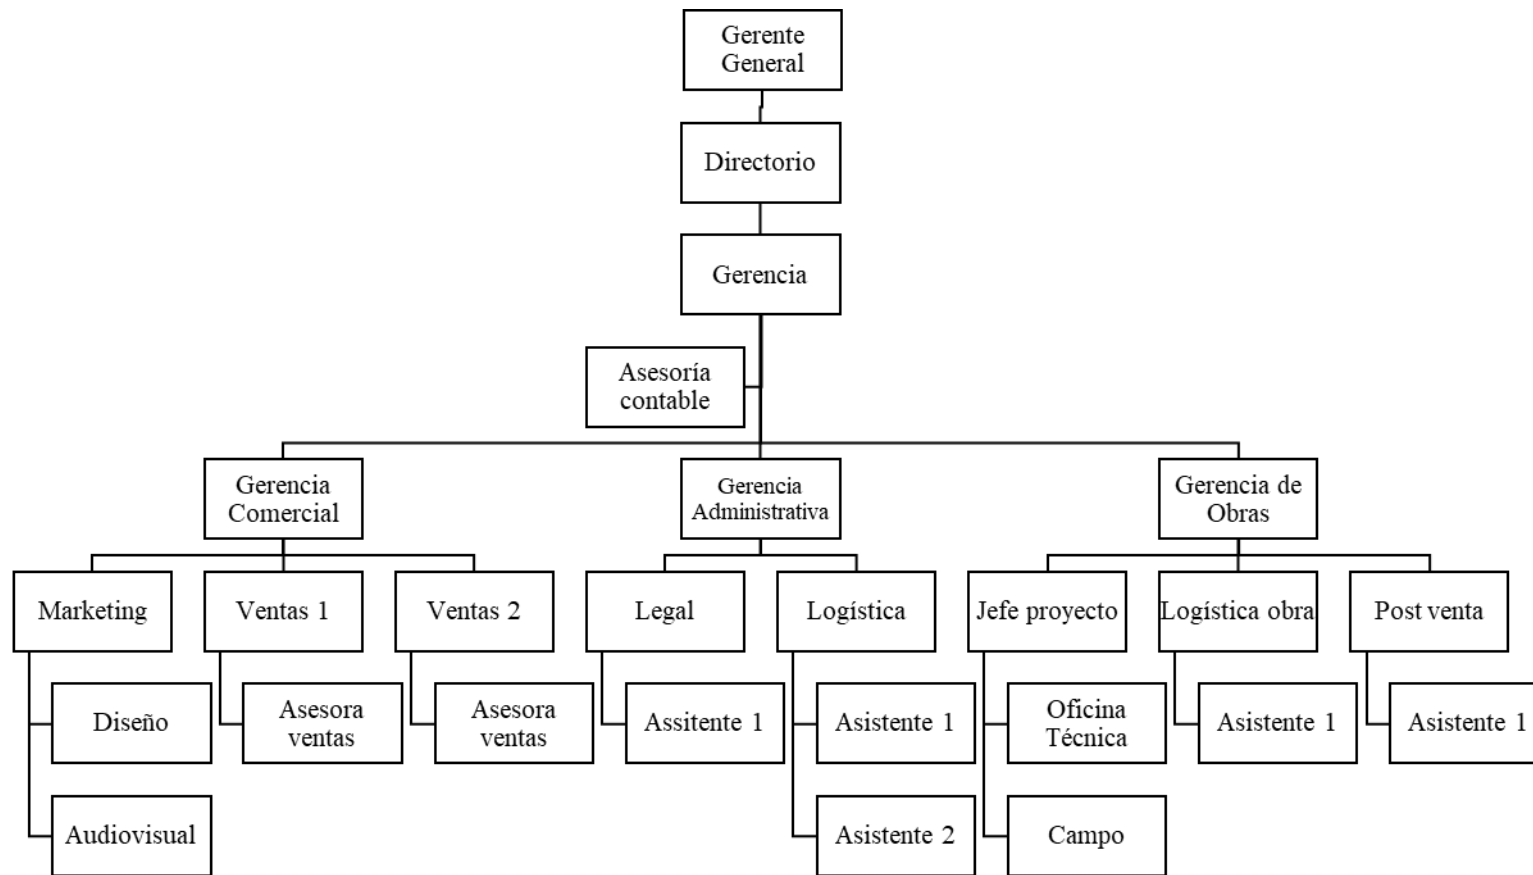 Gerente
General
Directorio
Gerencia
Asesoría
contable
Gerencia
Comercial
Gerencia
Administrativa
Gerencia de
Obras
Marketing
Ventas 1
Ventas 2
Legal
Logística
Jefe proyecto
Logística obra
Post venta
Diseño
Asesora
ventas
Asesora
ventas
Assitente 1
Asistente 1
Oficina
Técnica
Asistente 1
Asistente 1
Audiovisual
Asistente 2
Campo